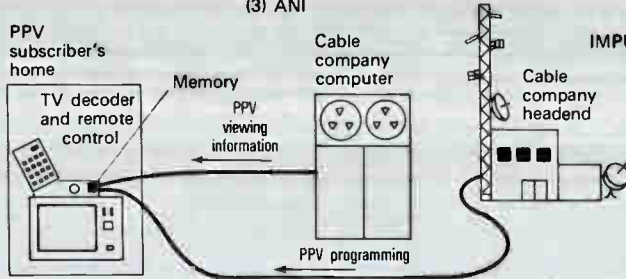 (3) ANI
PPV
subscriber's
home
TV decoder
and remote
control
Memory
PPV
viewing
information
Cable
company
computer
IMPU
Cable
company
headend
PPV programming